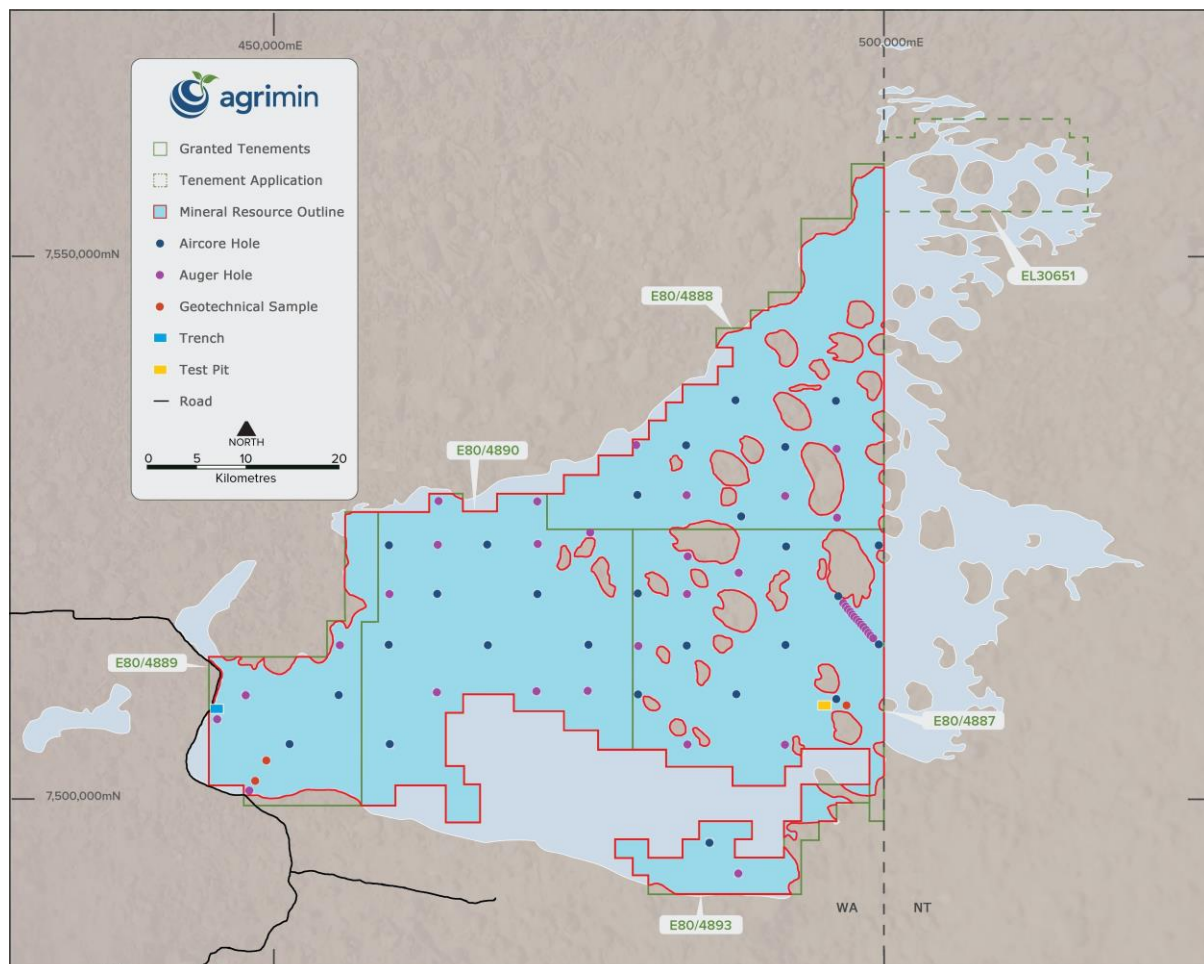 450,000mE
500,000mE
agrimin
Granted Tenements
Tenement Application
Mineral Resource Outline
Aircore Hole
Auger Hole
Geotechnical Sample
Trench
Test Pit
Road
NORTH
0 5 10 20
Kilometres
7,550,000mN
EL30651
E80/4888
E80/4890
E80/4889
E80/4887
7,500,000mN
WA NT
E80/4893